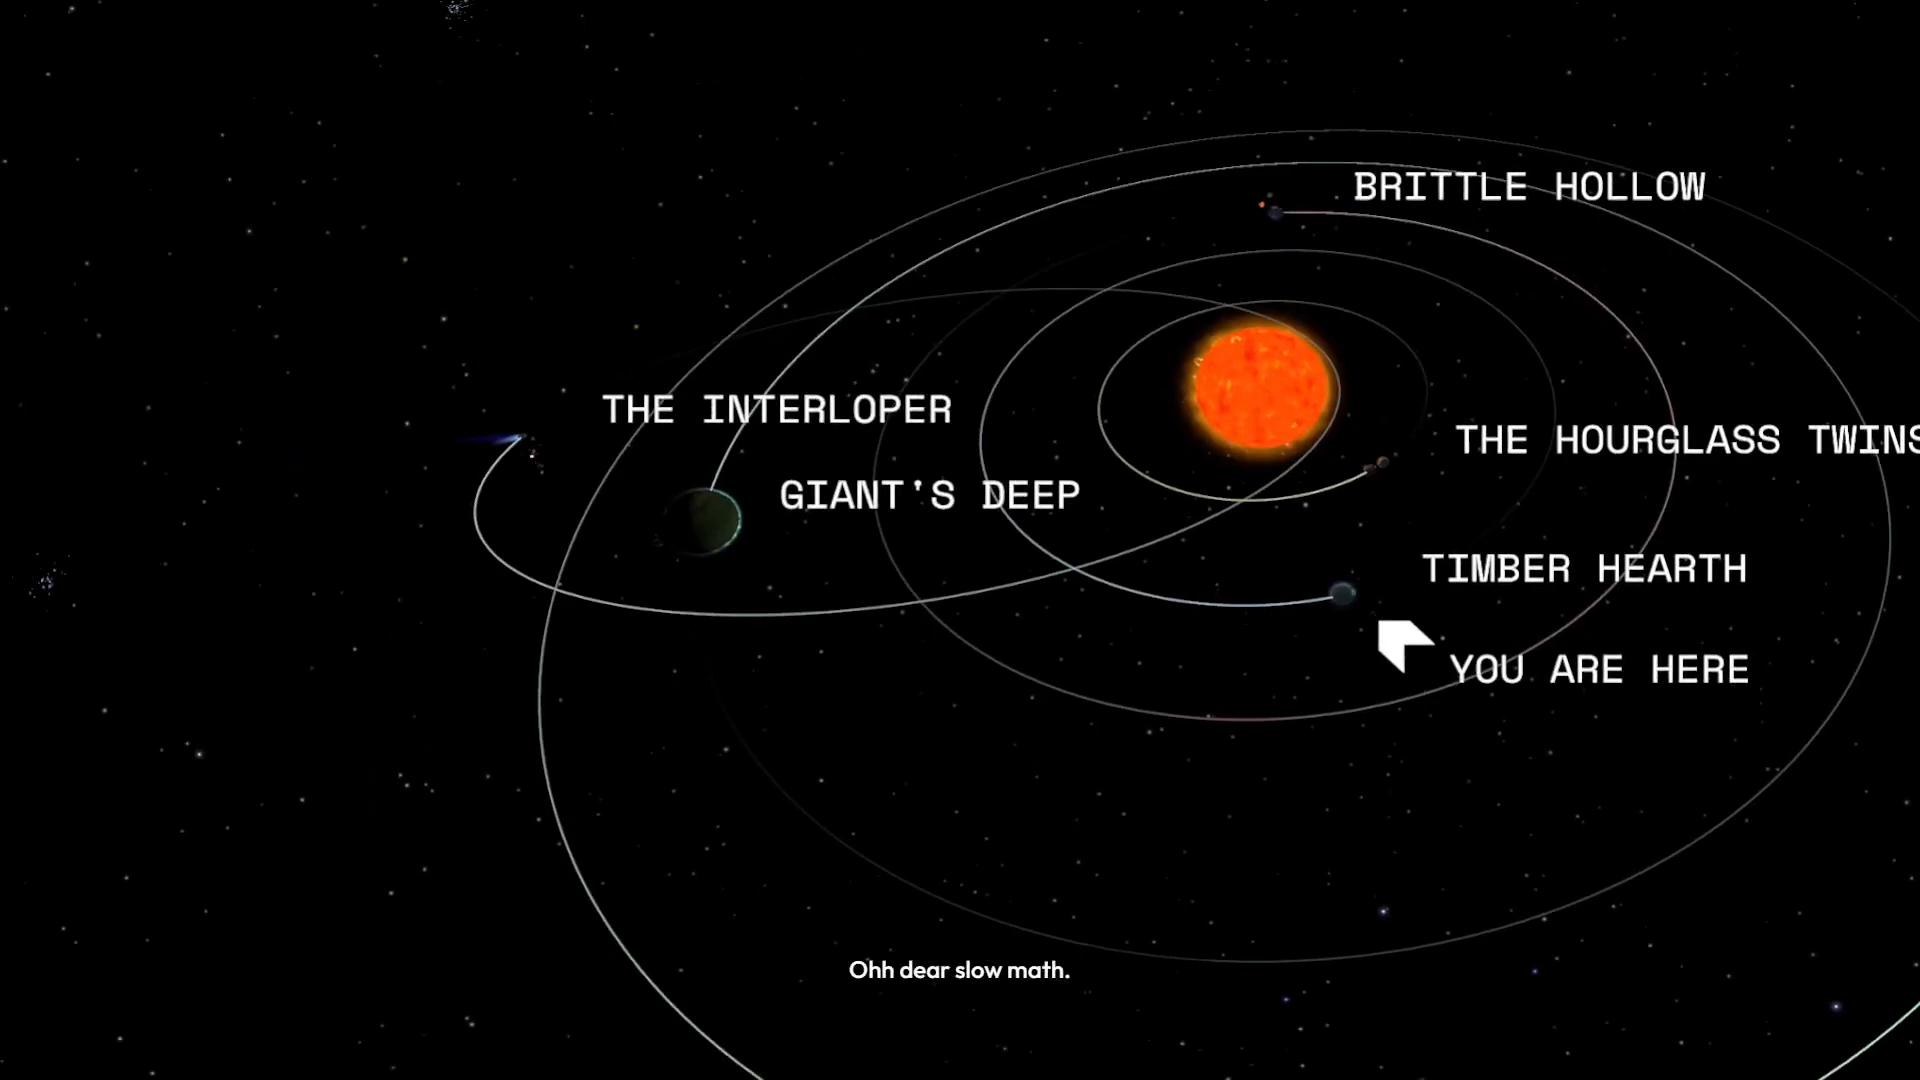 BRITTLE HOLLOW
THE INTERLOPER
THE HOURGLASS TWINS
GIANT'S DEEP
TIMBER HEARTH
YOU ARE HERE
Ohh dear slow math.